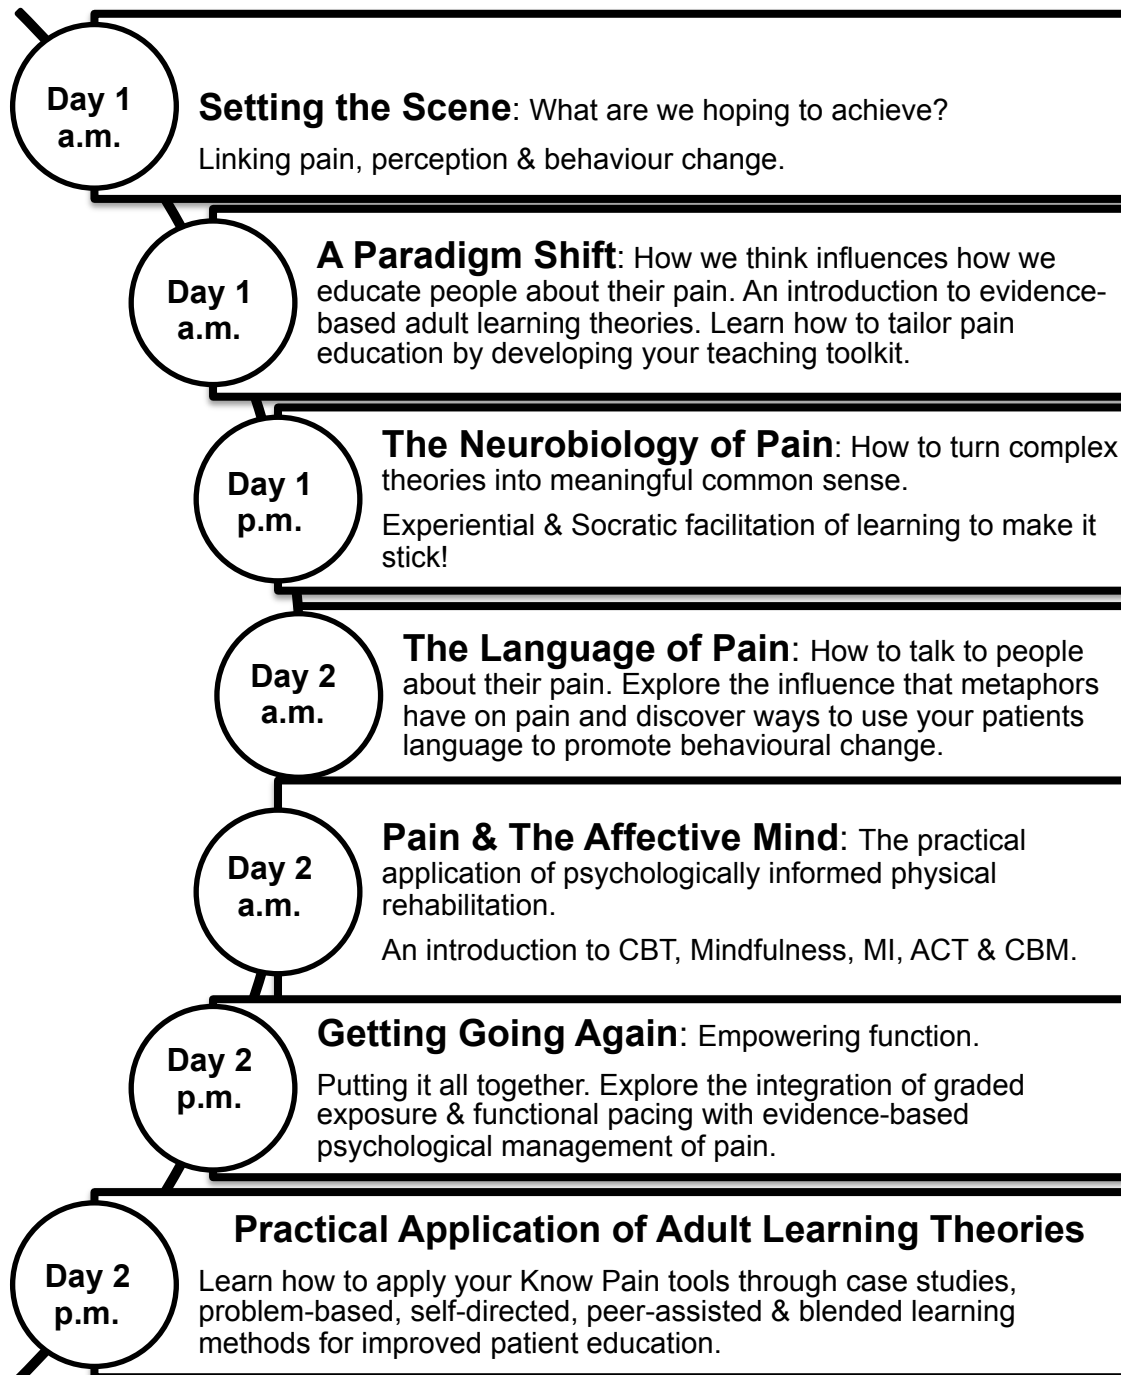 Day 1
a.m.
Setting the Scene: What are we hoping to achieve?
Linking pain, perception & behaviour change.
Day 1
a.m.
A Paradigm Shift: How we think influences how we
educate people about their pain. An introduction to evidence-
based adult learning theories. Learn how to tailor pain
education by developing your teaching toolkit.
Day 1
p.m.
The Neurobiology of Pain: How to turn complex
theories into meaningful common sense.
Experiential & Socratic facilitation of learning to make it
stick!
Day 2
a.m.
The Language of Pain: How to talk to people
about their pain. Explore the influence that metaphors
have on pain and discover ways to use your patients
language to promote behavioural change.
Day 2
a.m.
Pain & The Affective Mind: The practical
application of psychologically informed physical
rehabilitation.
An introduction to CBT, Mindfulness, MI, ACT & CBM.
Day 2
p.m.
Getting Going Again: Empowering function.
Putting it all together. Explore the integration of graded
exposure & functional pacing with evidence-based
psychological management of pain.
Day 2
p.m.
Practical Application of Adult Learning Theories
Learn how to apply your Know Pain tools through case studies,
problem-based, self-directed, peer-assisted & blended learning
methods for improved patient education.